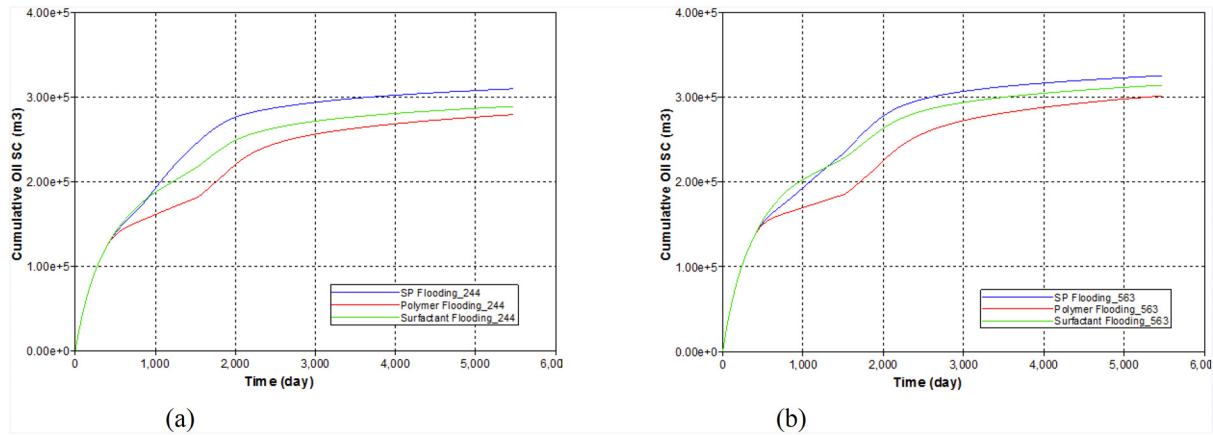 4.00e+5
3.00e+5
2.00e+5
1.00e+5
0.00e+0
Cumulative Oil SC (m3)
SP Flooding_244
Polymer Flooding_244
Surfactant Flooding_244
0 1,000 2,000 3,000 4,000 5,000 6,00
Time (day)
(a)
4.00e+5
3.00e+5
2.00e+5
1.00e+5
0.00e+0
Cumulative Oil SC (m3)
SP Flooding_563
Polymer Flooding_563
Surfactant Flooding_563
0 1,000 2,000 3,000 4,000 5,000 6,00
Time (day)
(b)